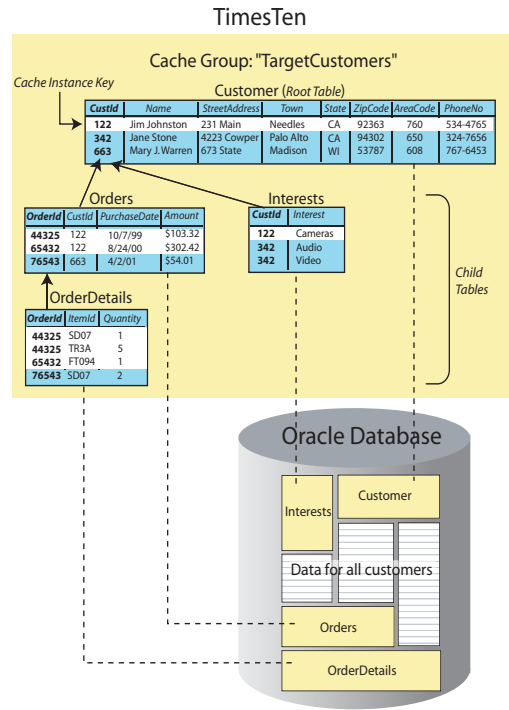 TimesTen
Cache Group: "TargetCustomers"
Cache Instance Key
Customer (Root Table)
CustId Name StreetAddress Town State ZipCode AreaCode PhoneNo
122 Jim Johnston 231 Main Needles CA 92363 760 534-4765
342 Jane Stone 4223 Cowper Palo Alto CA 94302 650 324-7656
663 Mary J.Warren 673 State Madison WI 53787 608 767-6453
Orders
OrderId CustId PurchaseDate Amount
44325 122 10/7/99 $103.32
65432 122 8/24/00 $302.42
76543 663 4/2/01 $54.01
Interests
CustId Interest
122 Cameras
342 Audio
342 Video
Child
Tables
OrderDetails
OrderId ItemId Quantity
44325 SD07 1
44325 TR3A 5
65432 FT094 1
76543 SD07 2
Oracle Database
Customer
Interests
Data for all customers
Orders
OrderDetails